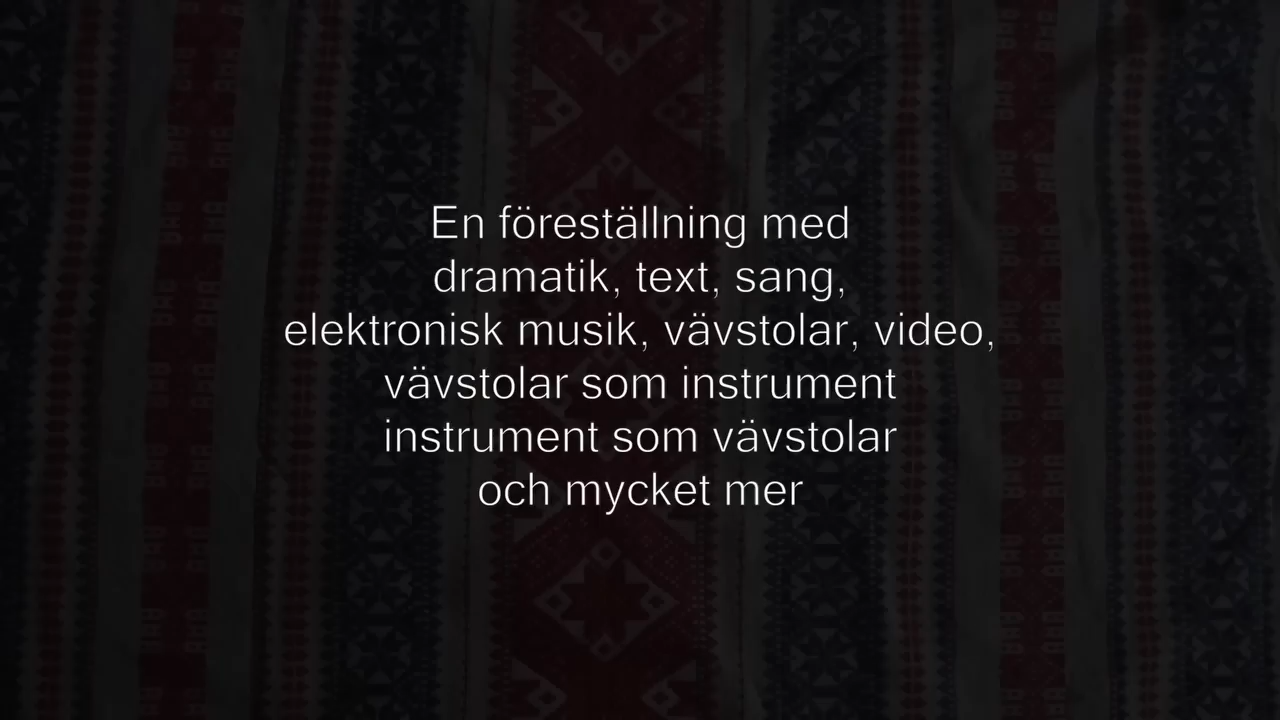 En föreställning med
dramatik, text, sang,
elektronisk musik, vävstolar, video,
vävstolar som instrument
instrument som vävstolar
och mycket mer